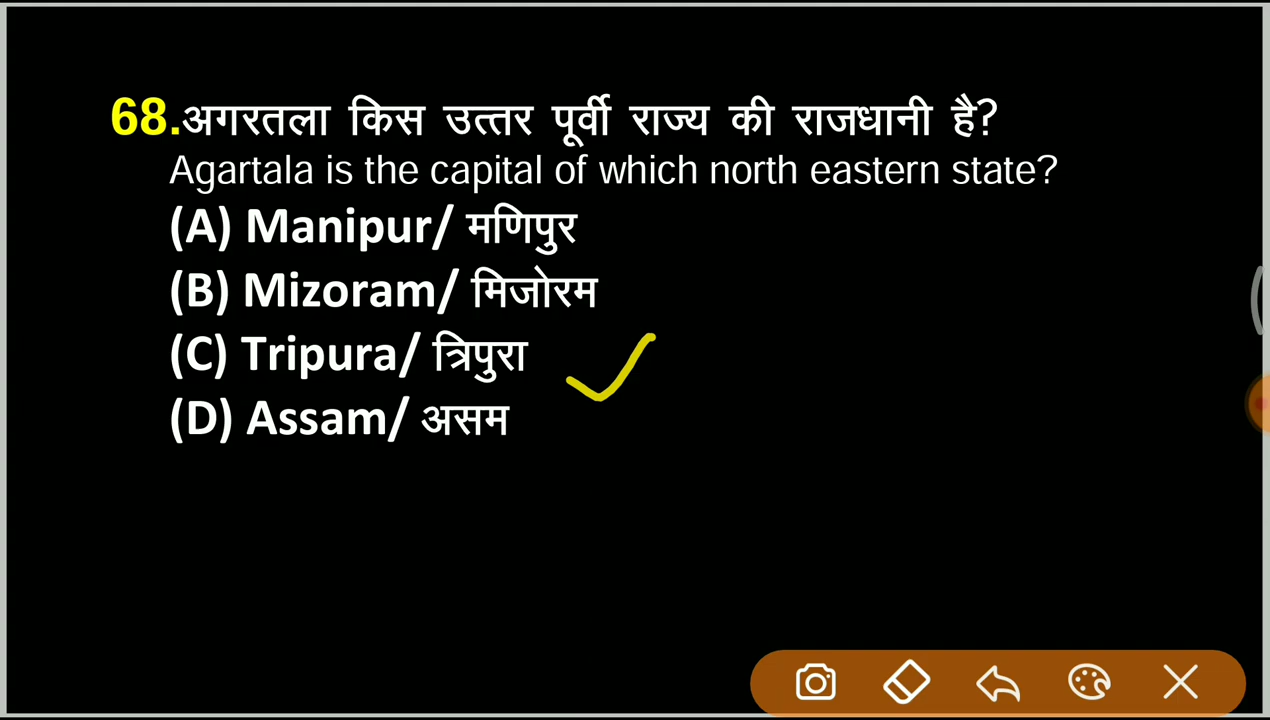 68.अगरतला किस उत्तर पूर्वी राज्य की राजधानी है?
Agartala is the capital of which north eastern state?
(A) Manipur/ मणिपुर
(B) Mizoram/ मिजोरम
(C) Tripura/ त्रिपुरा
(D) Assam/ असम